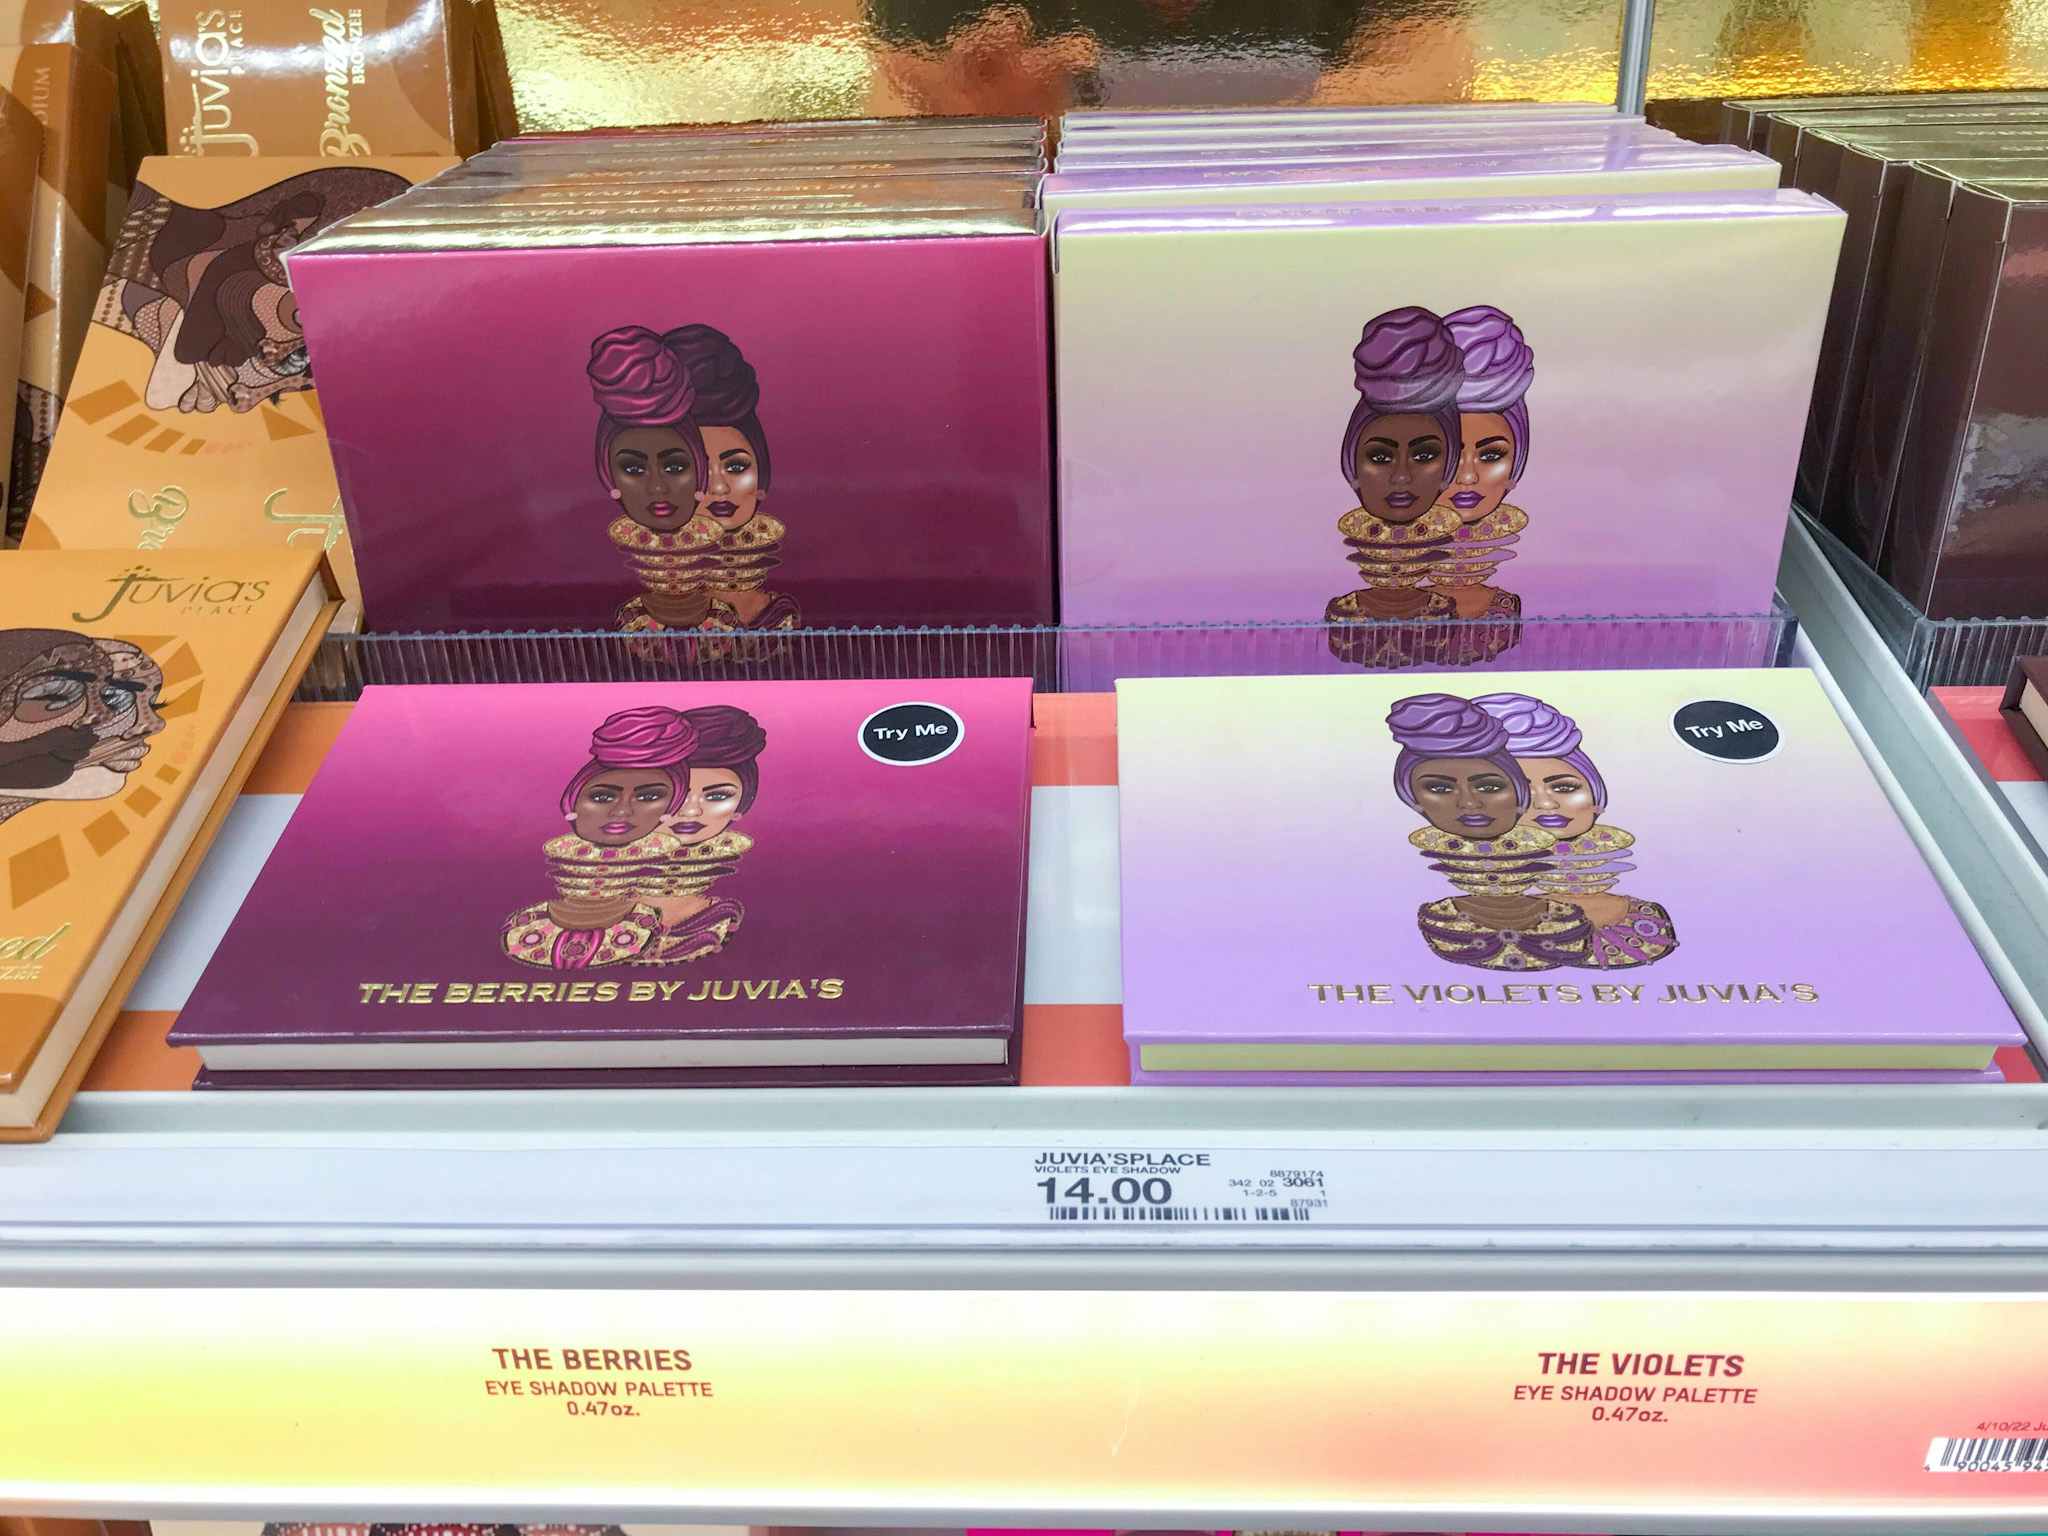 Juvia's
PLACE
Bronzed
BRONZEE
Juvia's
PLACE
Try Me
Try Me
THE BERRIES BY JUVIA'S
THE VIOLETS BY JUVIA'S
JUVIA'SPLACE
VIOLETS EYE SHADOW
14.00
8879174
342 02 3061
1-2-5 1
87931
THE BERRIES
EYE SHADOW PALETTE
0.47oz.
THE VIOLETS
EYE SHADOW PALETTE
0.47oz.
4/10/22